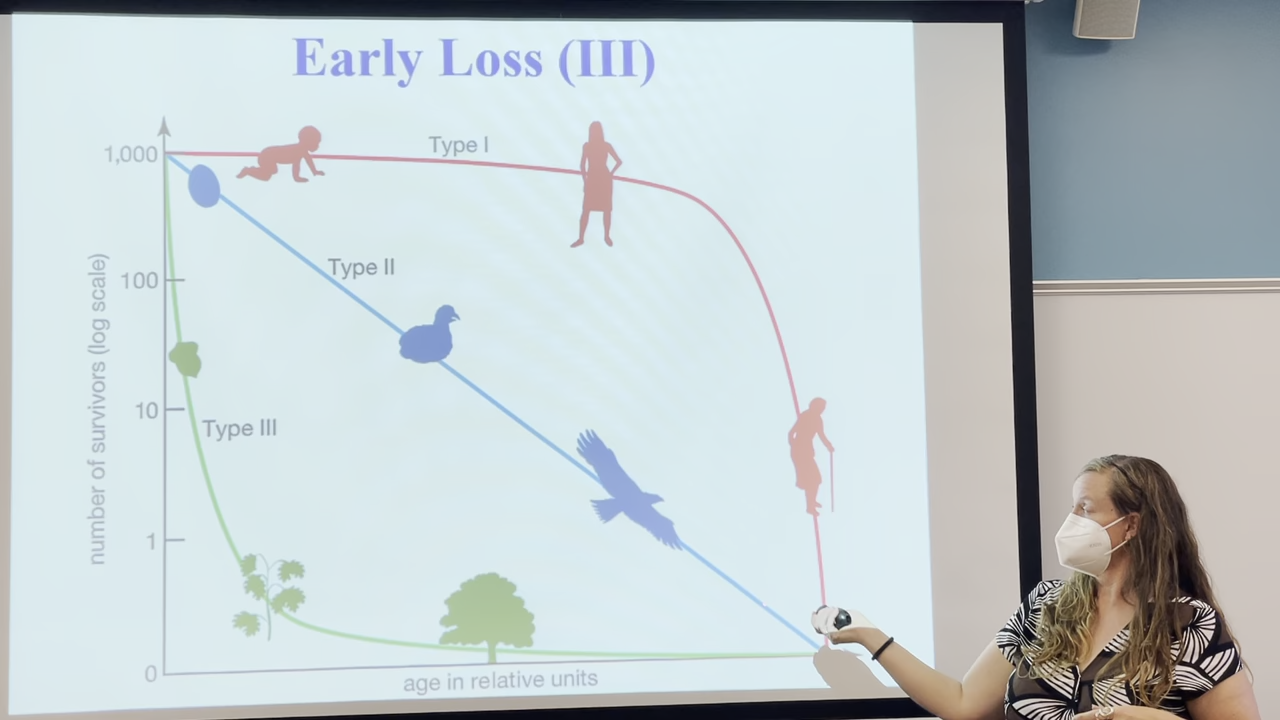 Early Loss (III)
1,000
Type I
Type II
100
10
Type III
1
0
number of survivors (log scale)
age in relative units